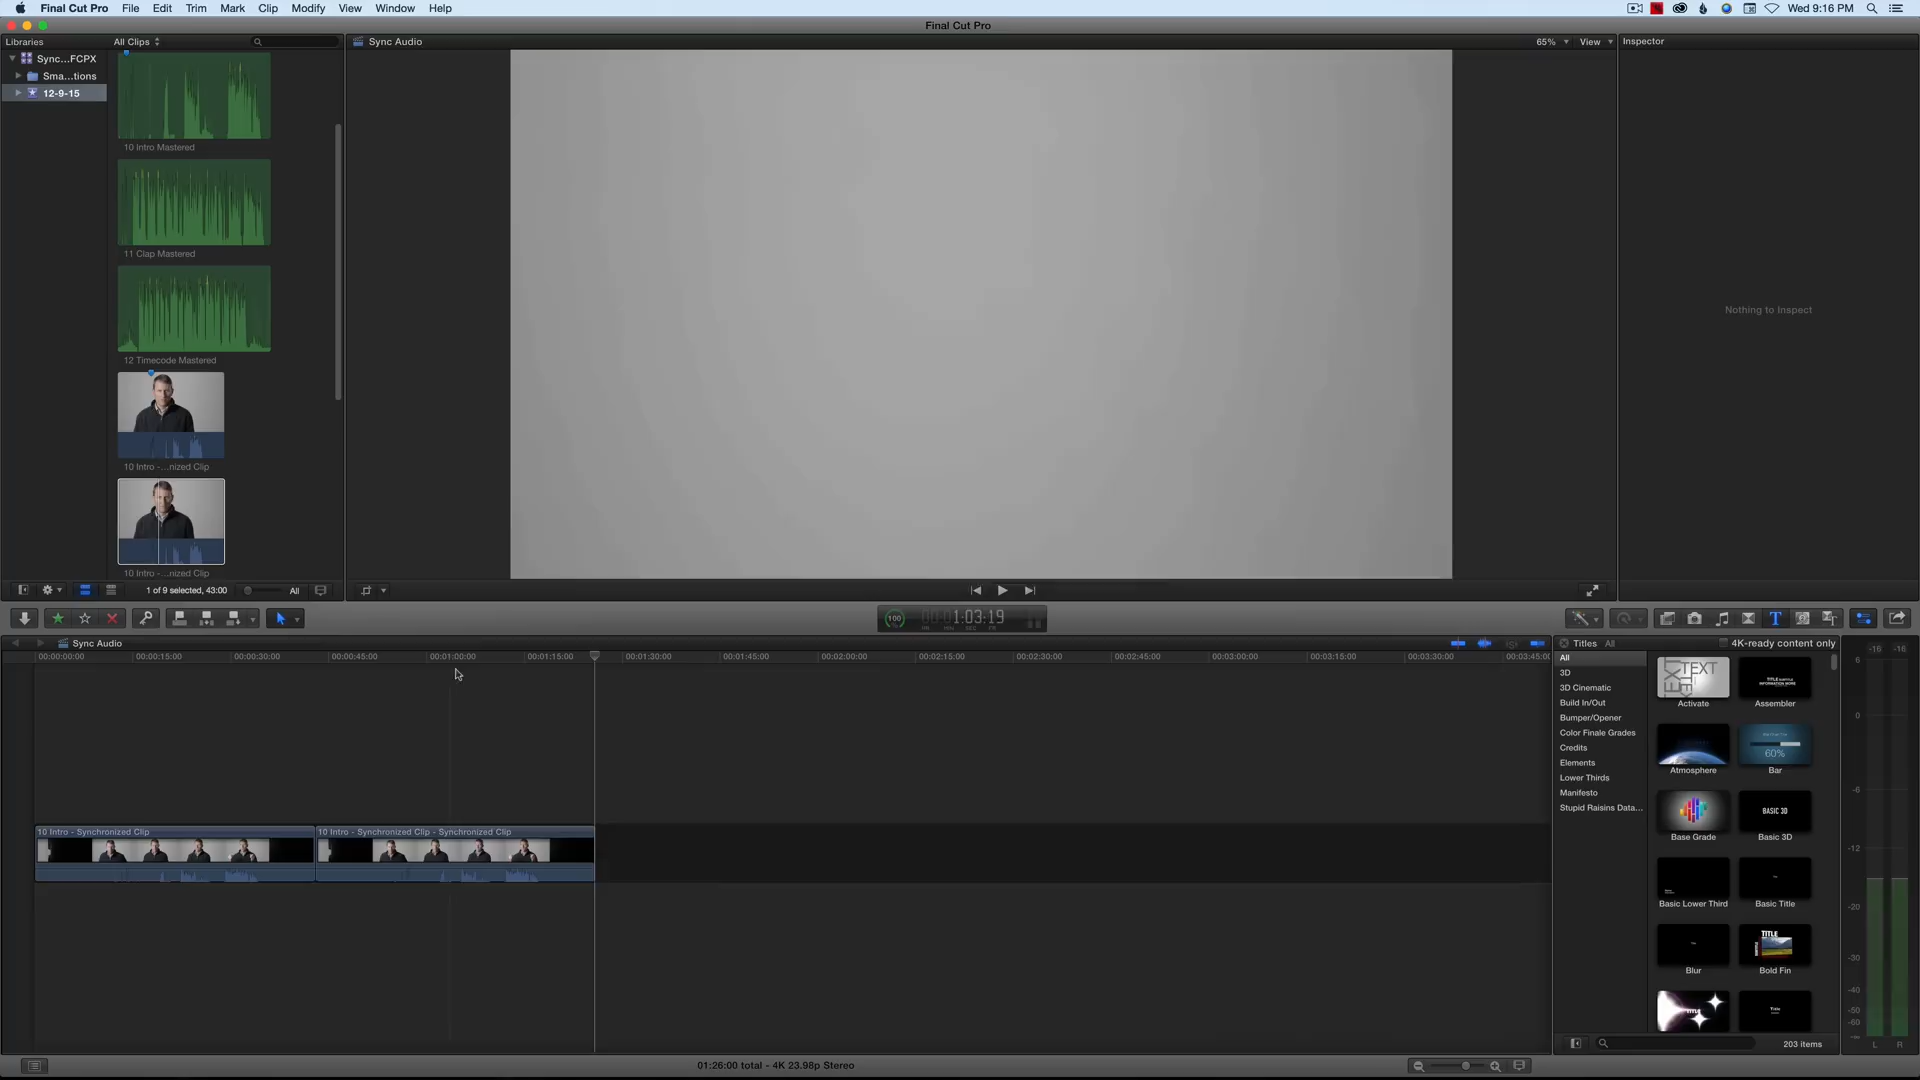 Final Cut Pro File Edit Trim Mark Clip Modify View Window Help Wed 9:16 PM
Final Cut Pro
Libraries All Clips Sync Audio 65% View Inspector
Sync...FCPX
Sma...tions
12-9-15
10 Intro Mastered
11 Clap Mastered
12 Timecode Mastered
10 Intro -...nized Clip
10 Intro -...nized Clip
Nothing to Inspect
1 of 9 selected, 43:00 All
100 1:03:19
HR MIN SEC FR
Sync Audio
00:00:00:00 00:00:15:00 00:00:30:00 00:00:45:00 00:01:00:00 00:01:15:00 00:01:30:00 00:01:45:00 00:02:00:00 00:02:15:00 00:02:30:00 00:02:45:00 00:03:00:00 00:03:15:00 00:03:30:00 00:03:45:00
10 Intro - Synchronized Clip 10 Intro - Synchronized Clip - Synchronized Clip
Titles All 4K-ready content only
All
3D
3D Cinematic
Build In/Out
Bumper/Opener
Color Finale Grades
Credits
Elements
Lower Thirds
Manifesto
Stupid Raisins Data...
TEXT
TEXT
Activate Assembler
60%
Atmosphere Bar
BASIC 3D
Base Grade Basic 3D
Basic Lower Third Basic Title
TITLE
Blur Bold Fin
TITLE Title
203 items
-16 -16
6
0
-6
-12
-20
-30
-40
-50
-60
-∞
L R
01:26:00 total - 4K 23.98p Stereo